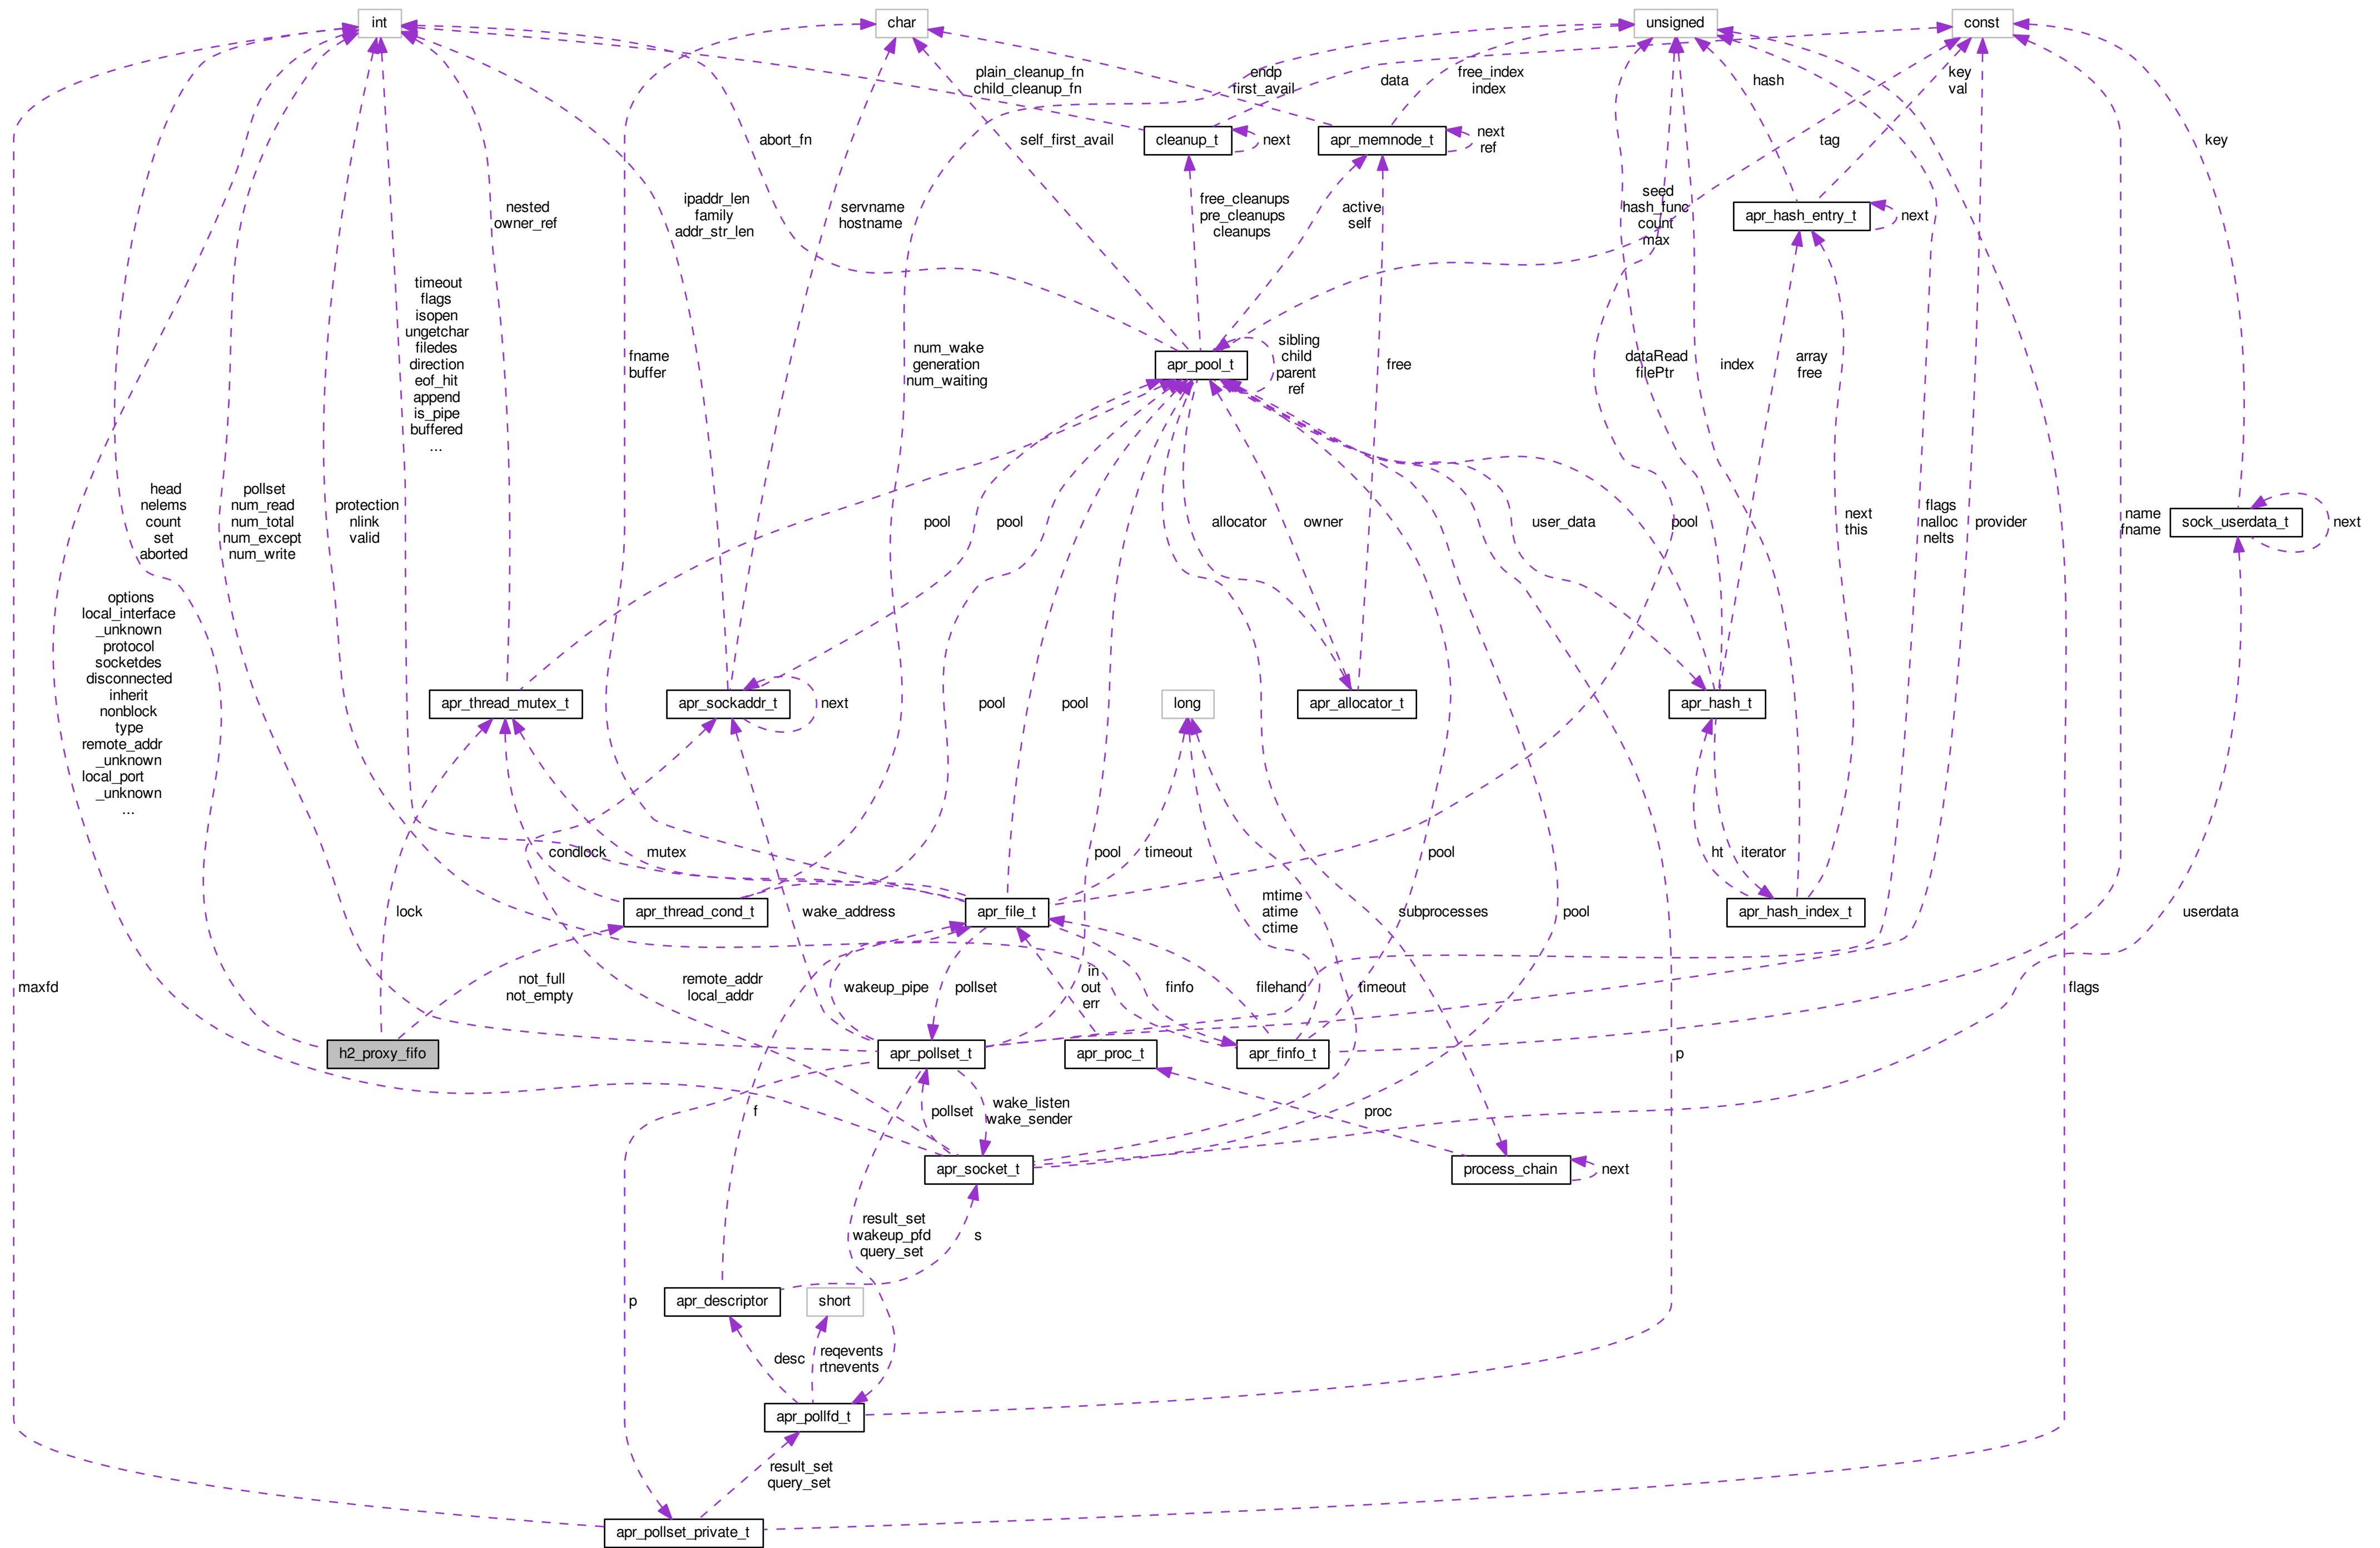 int
char
unsigned
const
plain_cleanup_fn
child_cleanup_fn
endp
first_avail
data
free_index
index
hash
key
val
abort_fn
self_first_avail
cleanup_t
next
apr_memnode_t
next
ref
tag
key
nested
owner_ref
ipaddr_len
family
addr_str_len
servname
hostname
free_cleanups
pre_cleanups
cleanups
active
self
seed
hash_func
count
max
apr_hash_entry_t
next
timeout
flags
isopen
ungetchar
filedes
direction
eof_hit
append
is_pipe
buffered
...
fname
buffer
num_wake
generation
num_waiting
apr_pool_t
sibling
child
parent
ref
free
dataRead
filePtr
index
array
free
head
nelems
count
set
aborted
pollset
num_read
num_total
num_except
num_write
protection
nlink
valid
pool
pool
allocator
owner
user_data
pool
next
this
flags
nalloc
nelts
provider
name
fname
sock_userdata_t
next
options
local_interface
_unknown
protocol
socketdes
disconnected
inherit
nonblock
type
remote_addr
_unknown
local_port
_unknown
...
apr_thread_mutex_t
apr_sockaddr_t
next
pool
pool
long
apr_allocator_t
apr_hash_t
condlock
mutex
pool
timeout
pool
ht
iterator
lock
apr_thread_cond_t
wake_address
apr_file_t
mtime
atime
ctime
subprocesses
pool
apr_hash_index_t
userdata
maxfd
not_full
not_empty
remote_addr
local_addr
wakeup_pipe
pollset
in
out
err
finfo
filehand
timeout
flags
h2_proxy_fifo
apr_pollset_t
apr_proc_t
apr_finfo_t
p
f
pollset
wake_listen
wake_sender
proc
apr_socket_t
process_chain
next
result_set
wakeup_pfd
query_set
s
p
apr_descriptor
short
desc
reqevents
rtnevents
apr_pollfd_t
result_set
query_set
apr_pollset_private_t